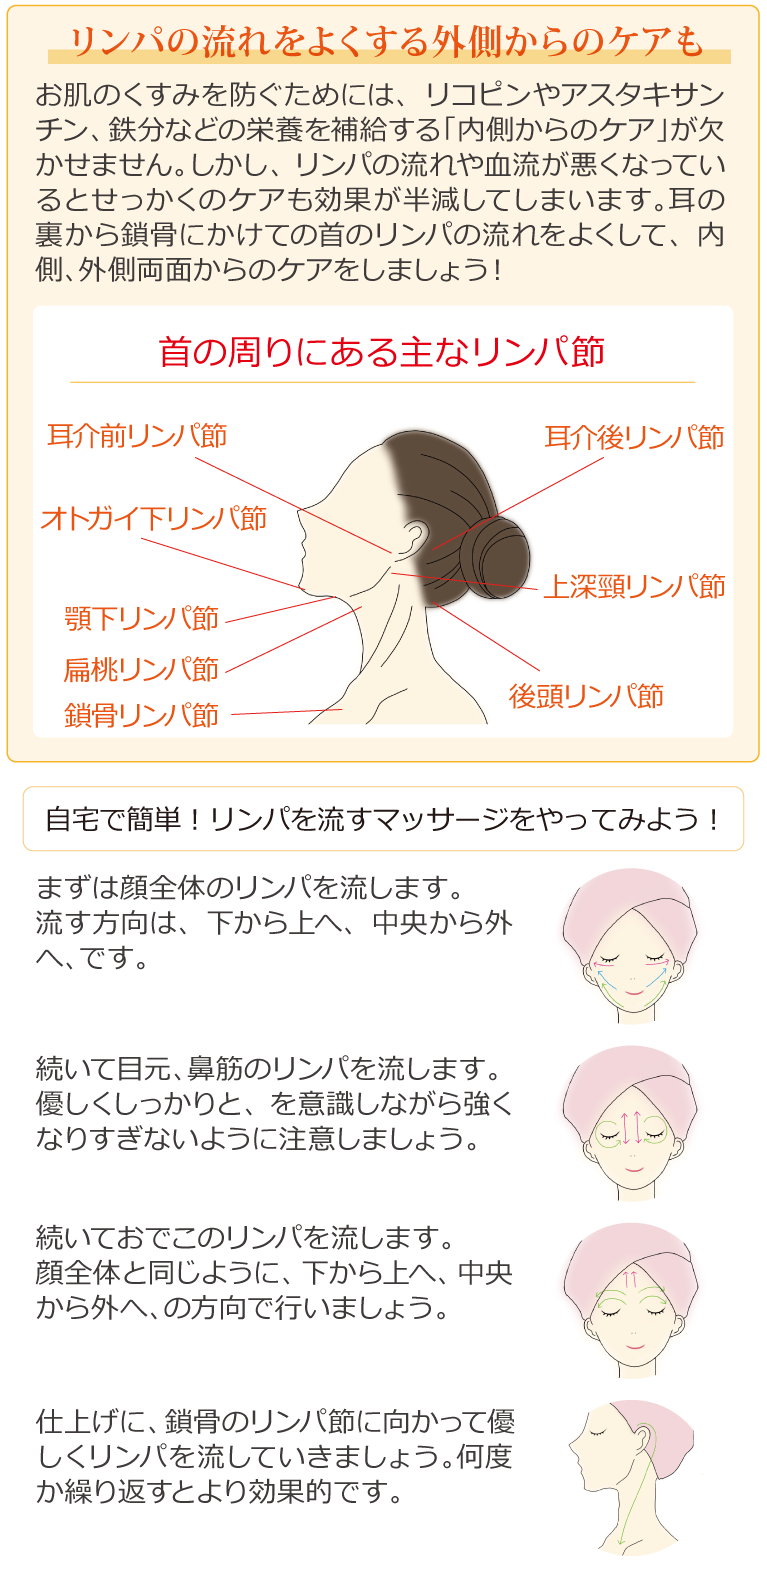 リンパの流れをよくする外側からのケアも
お肌のくすみを防ぐためには、リコピンやアスタキサン
チン、鉄分などの栄養を補給する「内側からのケア」が欠
かせません。しかし、リンパの流れや血流が悪くなってい
るとせっかくのケアも効果が半減してしまいます。耳の
裏から鎖骨にかけての首のリンパの流れをよくして、内
側、外側両面からのケアをしましょう！
首の周りにある主なリンパ節
耳介前リンパ節
耳介後リンパ節
オトガイ下リンパ節
上深頸リンパ節
顎下リンパ節
扁桃リンパ節
後頭リンパ節
鎖骨リンパ節
自宅で簡単！リンパを流すマッサージをやってみよう！
まずは顔全体のリンパを流します。
流す方向は、下から上へ、中央から外
へ、です。
続いて目元、鼻筋のリンパを流します。
優しくしっかりと、を意識しながら強く
なりすぎないように注意しましょう。
続いておでこのリンパを流します。
顔全体と同じように、下から上へ、中央
から外へ、の方向で行いましょう。
仕上げに、鎖骨のリンパ節に向かって優
しくリンパを流していきましょう。何度
か繰り返すとより効果的です。